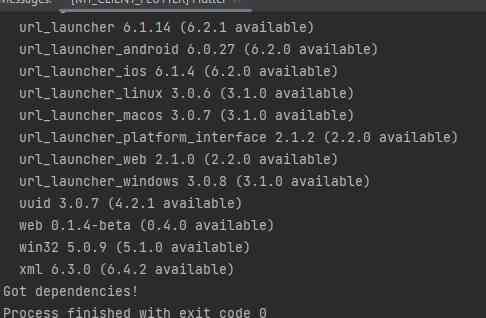 messages:
url_launcher 6.1.14 (6.2.1 available)
url_launcher_android 6.0.27 (6.2.0 available)
url_launcher_ios 6.1.4 (6.2.0 available)
url_launcher_linux 3.0.6 (3.1.0 available)
url_launcher_macos 3.0.7 (3.1.0 available)
url_launcher_platform_interface 2.1.2 (2.2.0 available)
url_launcher_web 2.1.0 (2.2.0 available)
url_launcher_windows 3.0.8 (3.1.0 available)
uuid 3.0.7 (4.2.1 available)
web 0.1.4-beta (0.4.0 available)
win32 5.0.9 (5.1.0 available)
xml 6.3.0 (6.4.2 available)
Got dependencies!
Process finished with exit code 0